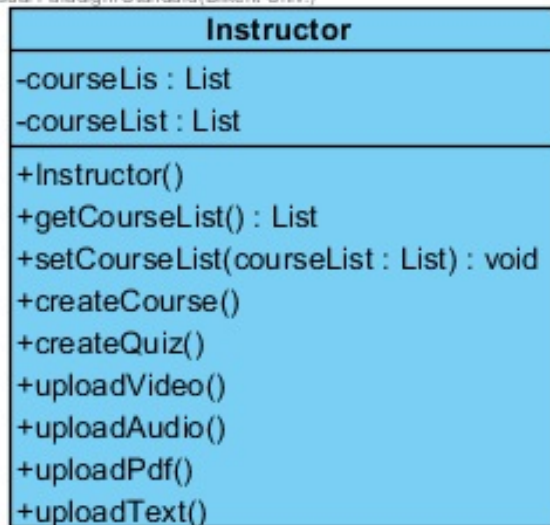 Instructor
-courseLis : List
-courseList : List
+Instructor()
+getCourseList() : List
+setCourseList(courseList : List) : void
+createCourse()
+createQuiz()
+uploadVideo()
+uploadAudio()
+uploadPdf()
+uploadText()